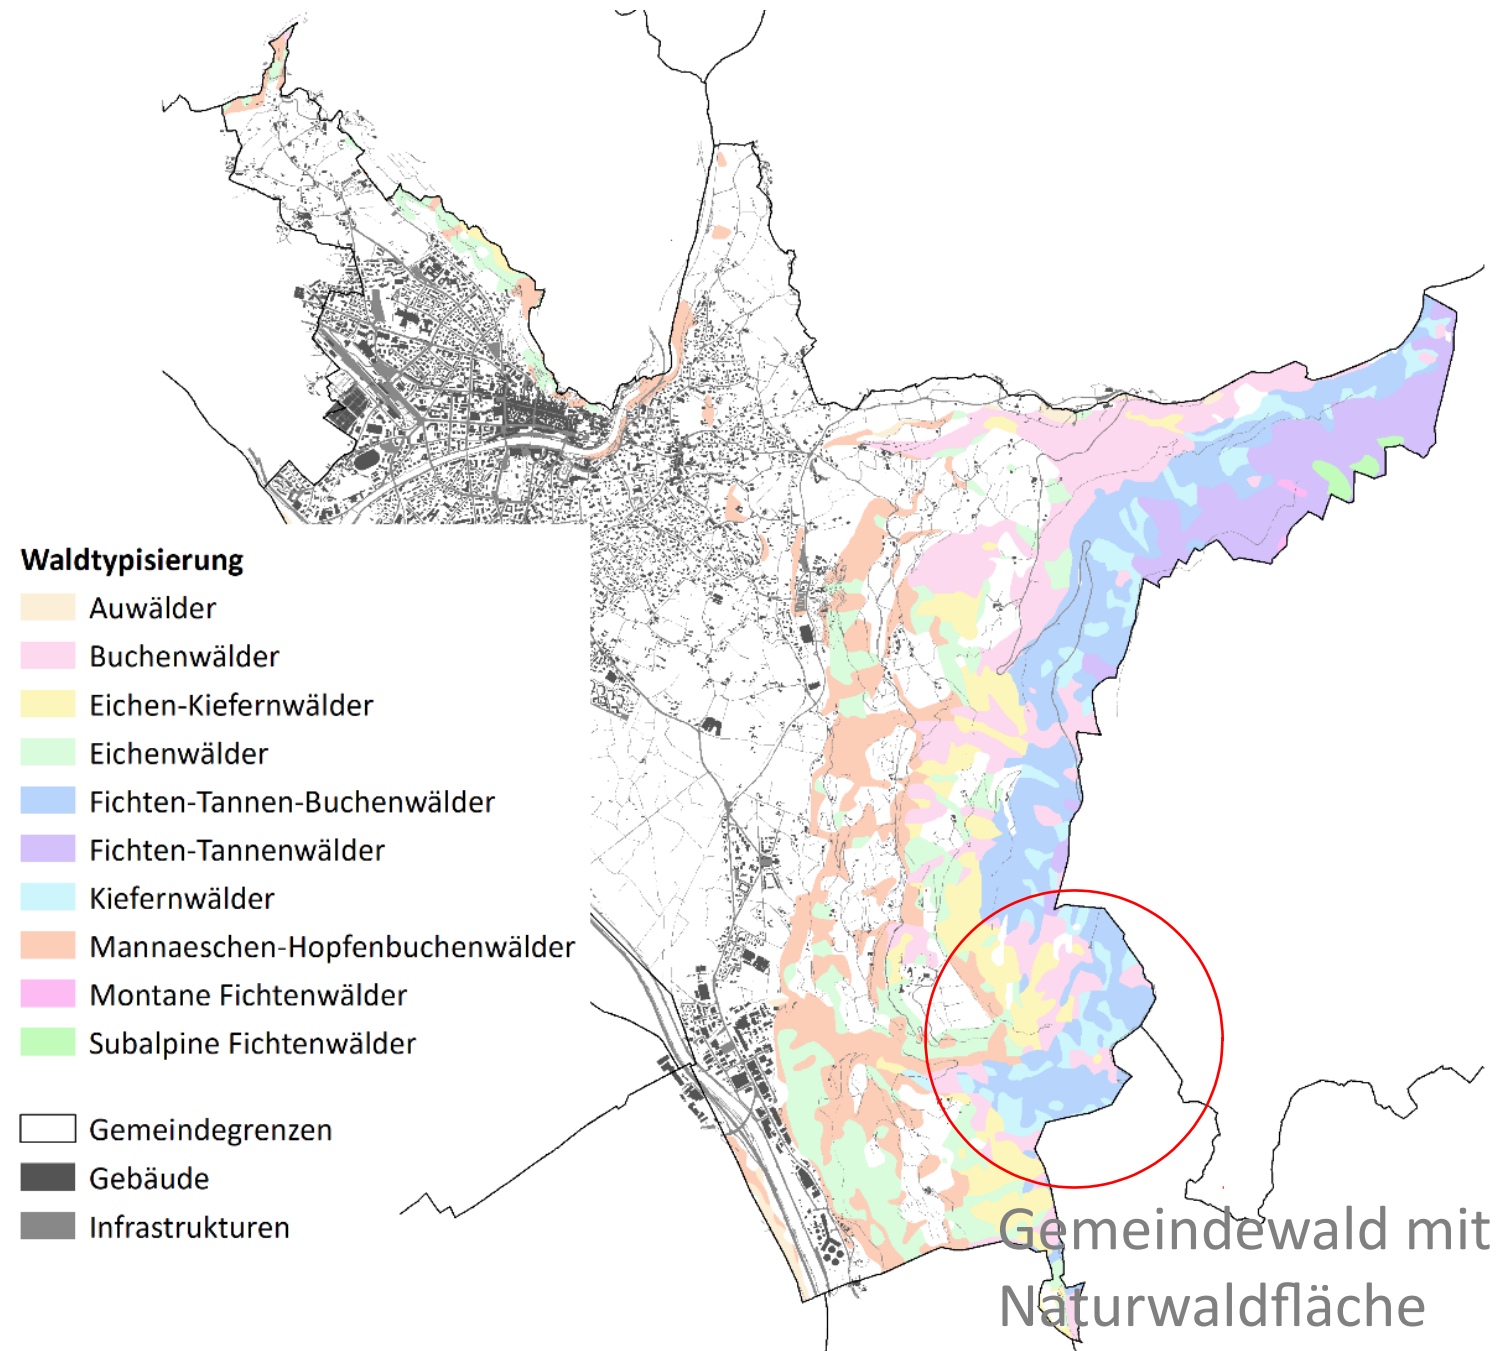 Waldtypisierung
Auwälder
Buchenwälder
Eichen-Kiefernwälder
Eichenwälder
Fichten-Tannen-Buchenwälder
Fichten-Tannenwälder
Kiefernwälder
Mannaeschen-Hopfenbuchenwälder
Montane Fichtenwälder
Subalpine Fichtenwälder
Gemeindegrenzen
Gebäude
Infrastrukturen
Gemeindewald mit
Naturwaldfläche